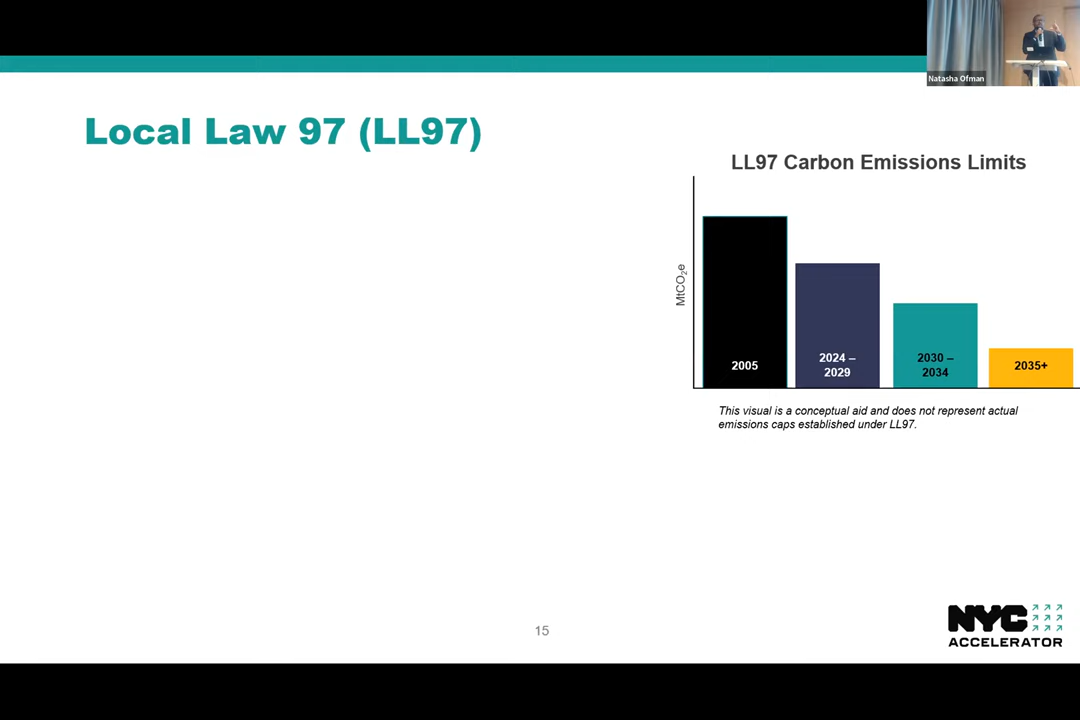 Natasha Ofman
Local Law 97 (LL97)
LL97 Carbon Emissions Limits
MtCO₂e
2005
2024 –
2029
2030 –
2034
2035+
This visual is a conceptual aid and does not represent actual
emissions caps established under LL97.
15
NYC
ACCELERATOR